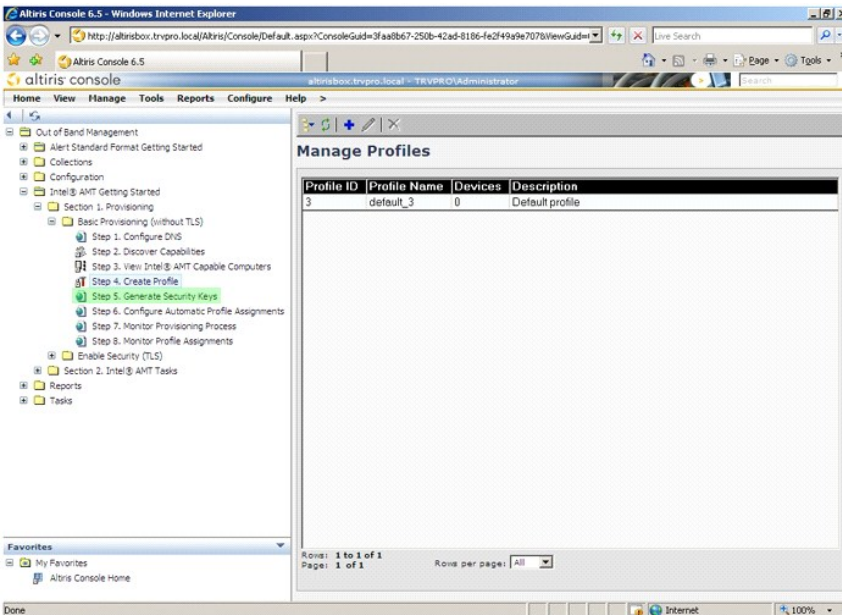 Altiris Console 6.5 - Windows Internet Explorer
http://altirisbox.trvpro.local/Altiris/Console/Default.aspx?ConsoleGuid=3faa8b67-250b-42ad-8186-fe2f49a9e7078&ViewGuid=
Live Search
Altiris Console 6.5
Page
Tools
altiris console
altirisbox.trvpro.local - TRVPRO\Administrator
Search
Home View Manage Tools Reports Configure Help >
Out of Band Management
Alert Standard Format Getting Started
Collections
Configuration
Intel® AMT Getting Started
Section 1. Provisioning
Basic Provisioning (without TLS)
Step 1. Configure DNS
Step 2. Discover Capabilities
Step 3. View Intel® AMT Capable Computers
Step 4. Create Profile
Step 5. Generate Security Keys
Step 6. Configure Automatic Profile Assignments
Step 7. Monitor Provisioning Process
Step 8. Monitor Profile Assignments
Enable Security (TLS)
Section 2. Intel® AMT Tasks
Reports
Tasks
Manage Profiles
Profile ID Profile Name Devices Description
3 default_3 0 Default profile
Rows: 1 to 1 of 1
Page: 1 of 1
Rows per page: All
Favorites
My Favorites
Altiris Console Home
Done
Internet
100%